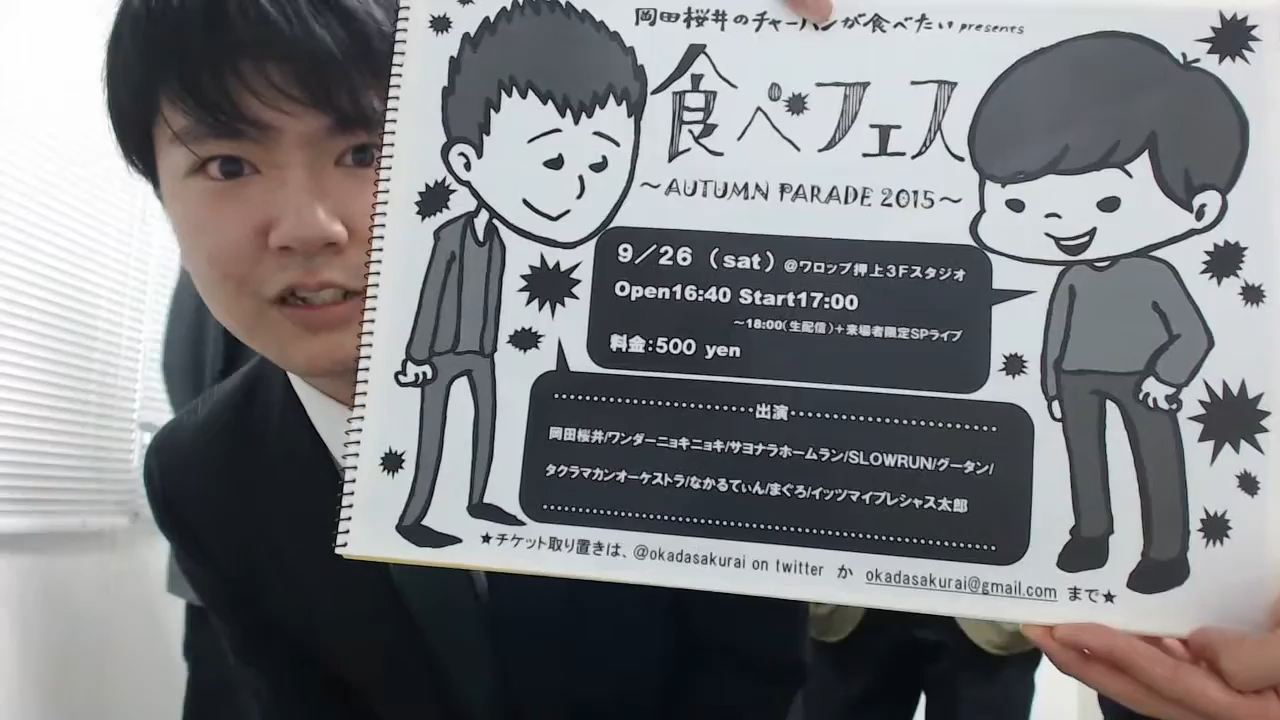 岡田桜井のチャーハンが食べたい presents
食べフェス
～AUTUMN PARADE 2015～
9／26（sat）@ワロップ押上3Fスタジオ
Open16:40 Start17:00
～18:00(生配信)＋来場者限定SPライブ
料金：500 yen
出演
岡田桜井/ワンダーニョキニョキ/サヨナラホームラン/SLOWRUN/グータン/
タクラマカンオーケストラ/なかるてぃん/まぐろ/イッツマイプレシャス太郎
★チケット取り置きは、@okadasakurai on twitter か okadasakurai@gmail.com まで★